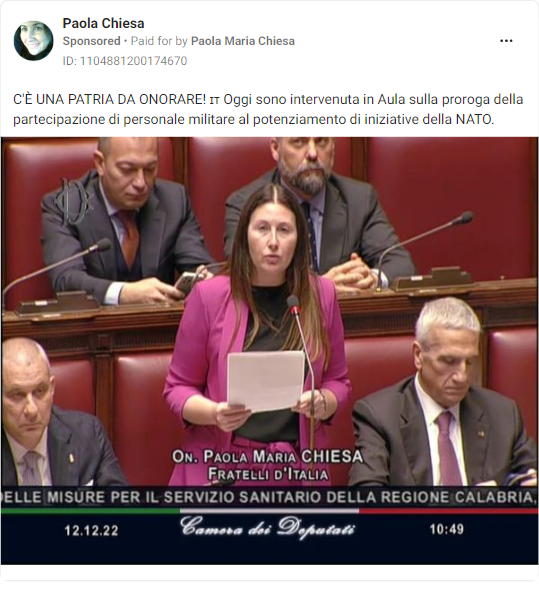 Paola Chiesa
Sponsored • Paid for by Paola Maria Chiesa
ID: 1104881200174670
C'È UNA PATRIA DA ONORARE! IT Oggi sono intervenuta in Aula sulla proroga della
partecipazione di personale militare al potenziamento di iniziative della NATO.
ON. PAOLA MARIA CHIESA
FRATELLI D'ITALIA
DELLE MISURE PER IL SERVIZIO SANITARIO DELLA REGIONE CALABRIA,
12.12.22 Camera dei Deputati 10:49